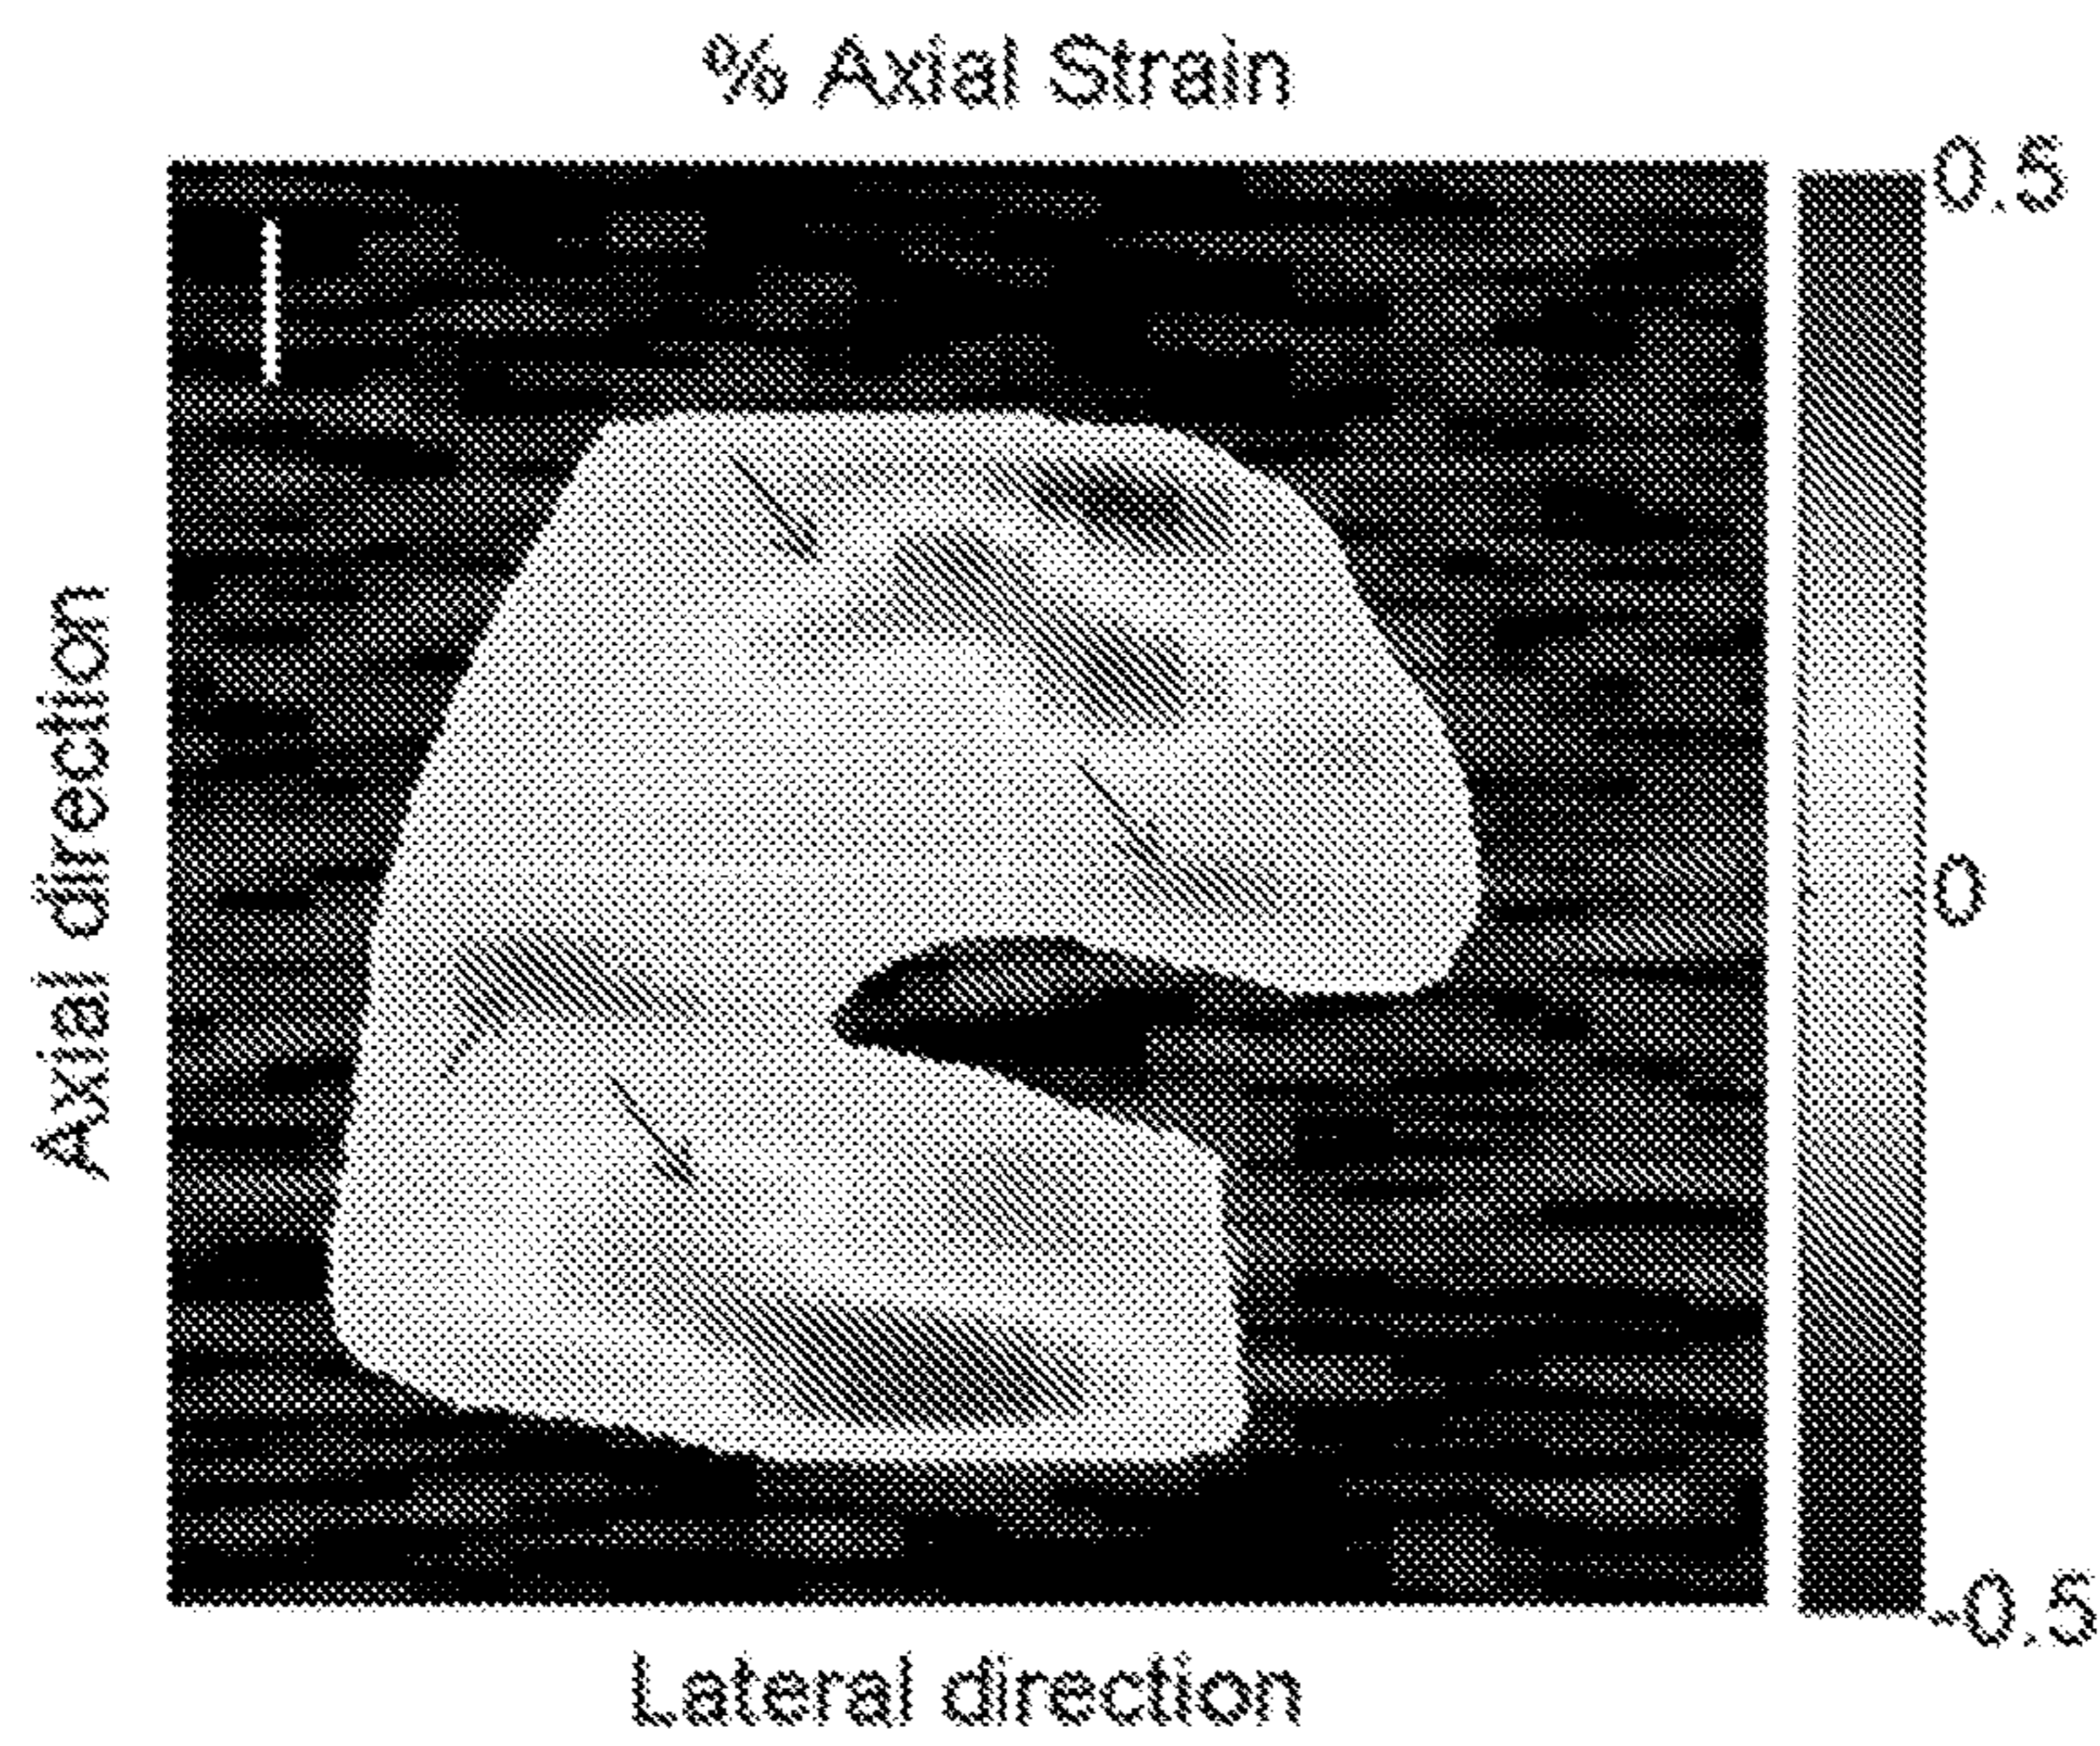 % Axial Strain
0.5
Axial direction
0
-0.5
Lateral direction